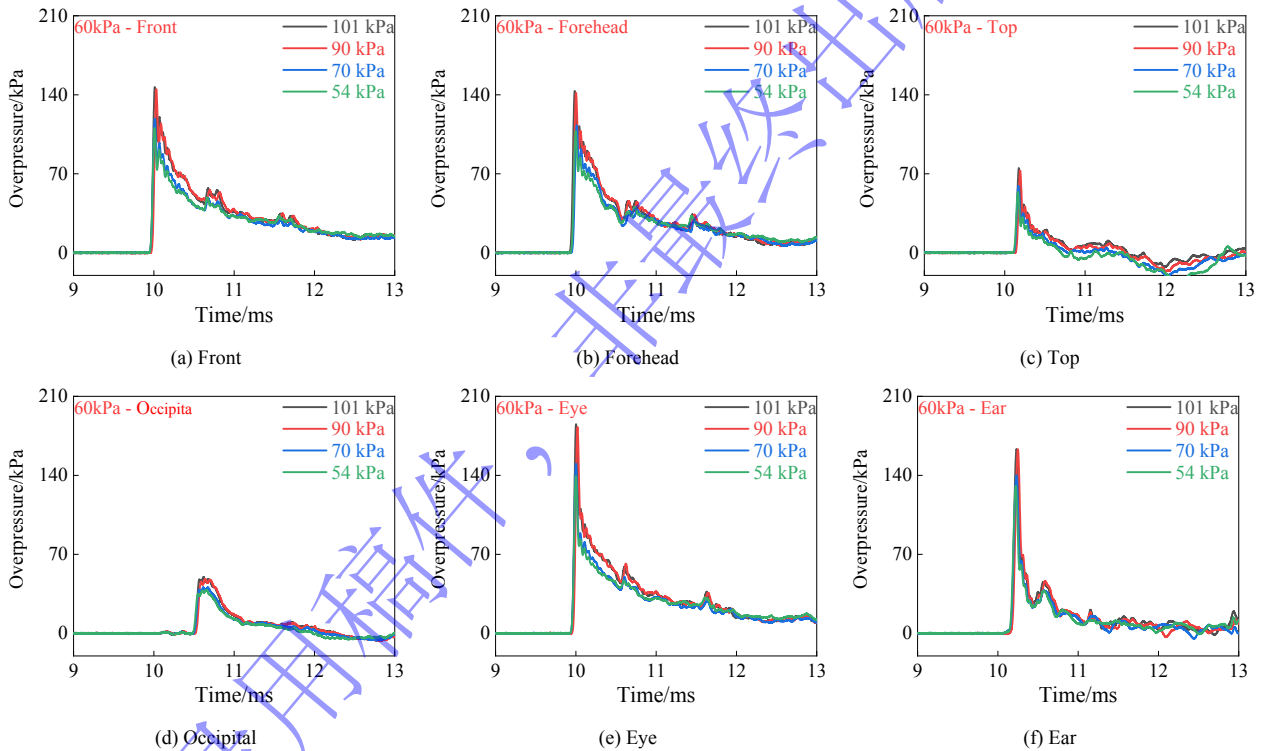 210
140
70
0
Overpressure/kPa
60kPa - Front
101 kPa
90 kPa
70 kPa
54 kPa
9 10 11 12 13
Time/ms
(a) Front
210
140
70
0
Overpressure/kPa
60kPa - Forehead
101 kPa
90 kPa
70 kPa
54 kPa
9 10 11 12 13
Time/ms
(b) Forehead
210
140
70
0
Overpressure/kPa
60kPa - Top
101 kPa
90 kPa
70 kPa
54 kPa
9 10 11 12 13
Time/ms
(c) Top
210
140
70
0
Overpressure/kPa
60kPa - Occipita
101 kPa
90 kPa
70 kPa
54 kPa
9 10 11 12 13
Time/ms
(d) Occipital
210
140
70
0
Overpressure/kPa
60kPa - Eye
101 kPa
90 kPa
70 kPa
54 kPa
9 10 11 12 13
Time/ms
(e) Eye
210
140
70
0
Overpressure/kPa
60kPa - Ear
101 kPa
90 kPa
70 kPa
54 kPa
9 10 11 12 13
Time/ms
(f) Ear
用稿件，非最终出